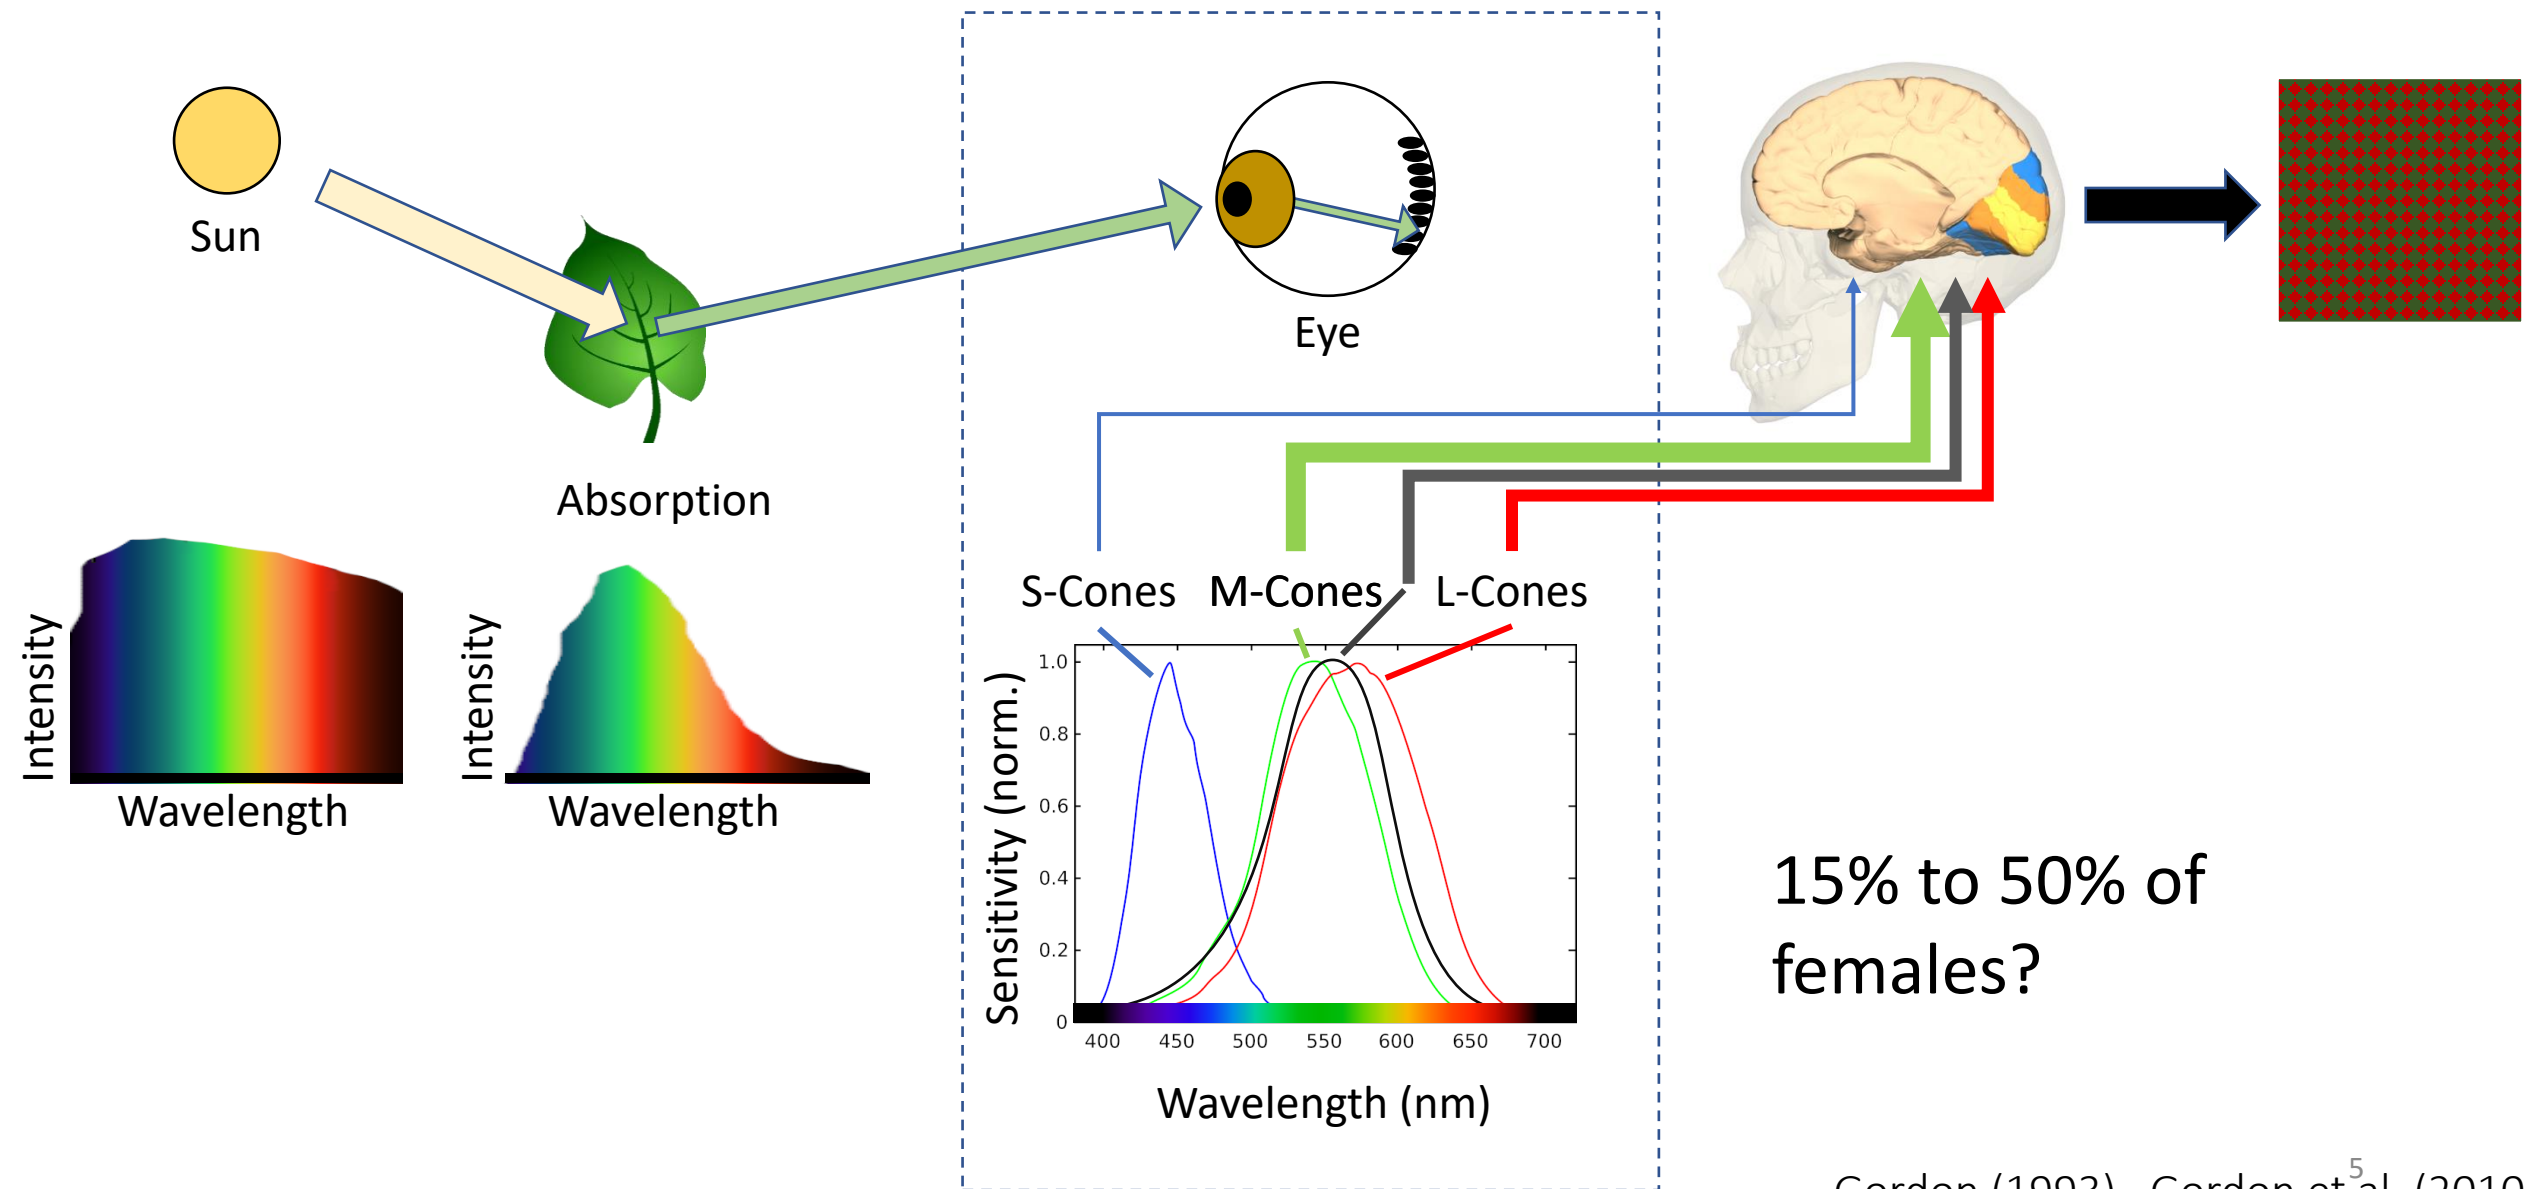 Sun
Eye
Absorption
S-Cones M-Cones L-Cones
Intensity
Wavelength
Intensity
Wavelength
Sensitivity (norm.)
1.0
0.8
0.6
0.4
0.2
0
400 450 500 550 600 650 700
Wavelength (nm)
15% to 50% of
females?
5